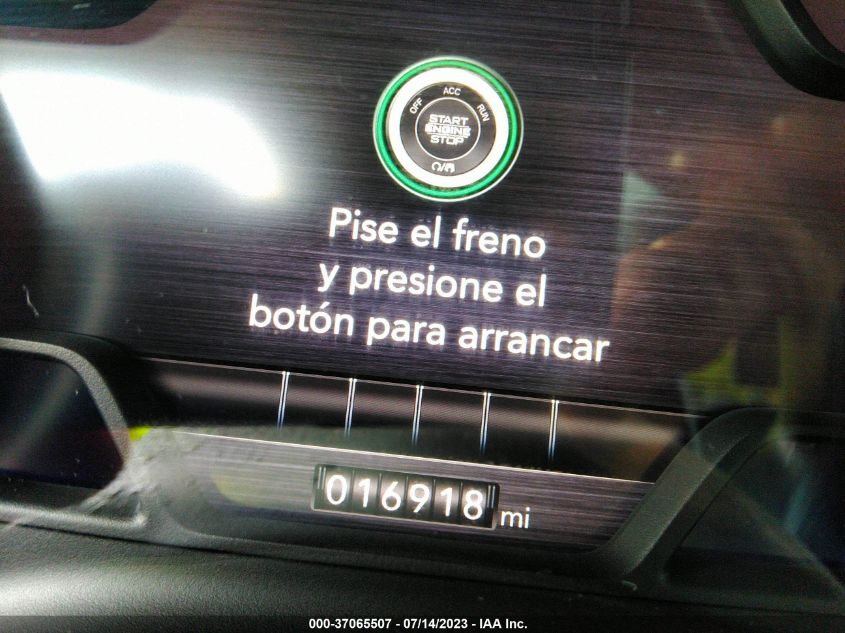 OFF ACC RUN
START
ENGINE
STOP
Pise el freno
y presione el
botón para arrancar
016918 mi
000-37065507 - 07/14/2023 - IAA Inc.